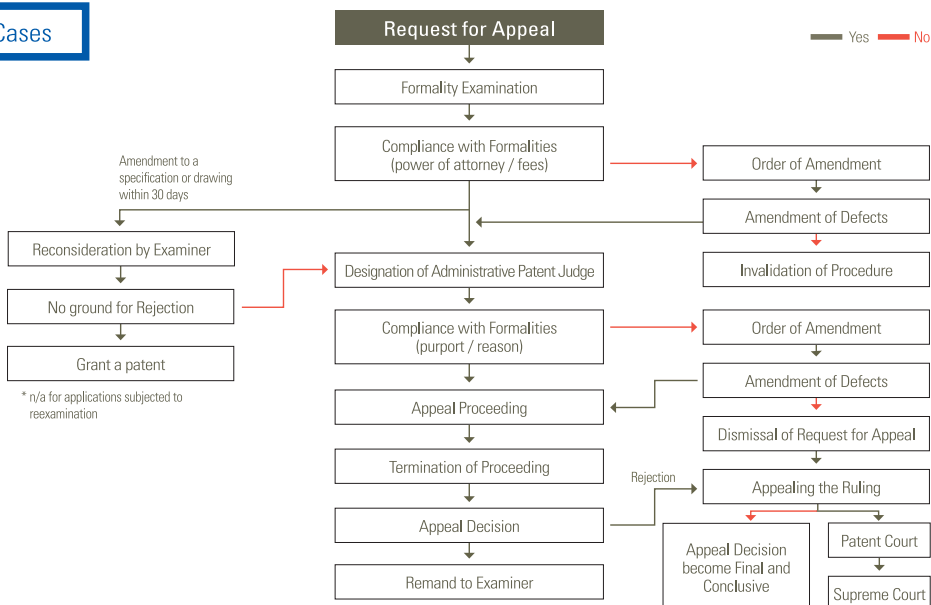 Cases
Request for Appeal
Yes
No
Formality Examination
Compliance with Formalities
(power of attorney / fees)
Order of Amendment
Amendment to a
specification or drawing
within 30 days
Amendment of Defects
Reconsideration by Examiner
Designation of Administrative Patent Judge
Invalidation of Procedure
No ground for Rejection
Compliance with Formalities
(purport / reason)
Order of Amendment
Grant a patent
* n/a for applications subjected to
reexamination
Appeal Proceeding
Amendment of Defects
Dismissal of Request for Appeal
Termination of Proceeding
Rejection
Appealing the Ruling
Appeal Decision
Appeal Decision
become Final and
Conclusive
Patent Court
Remand to Examiner
Supreme Court